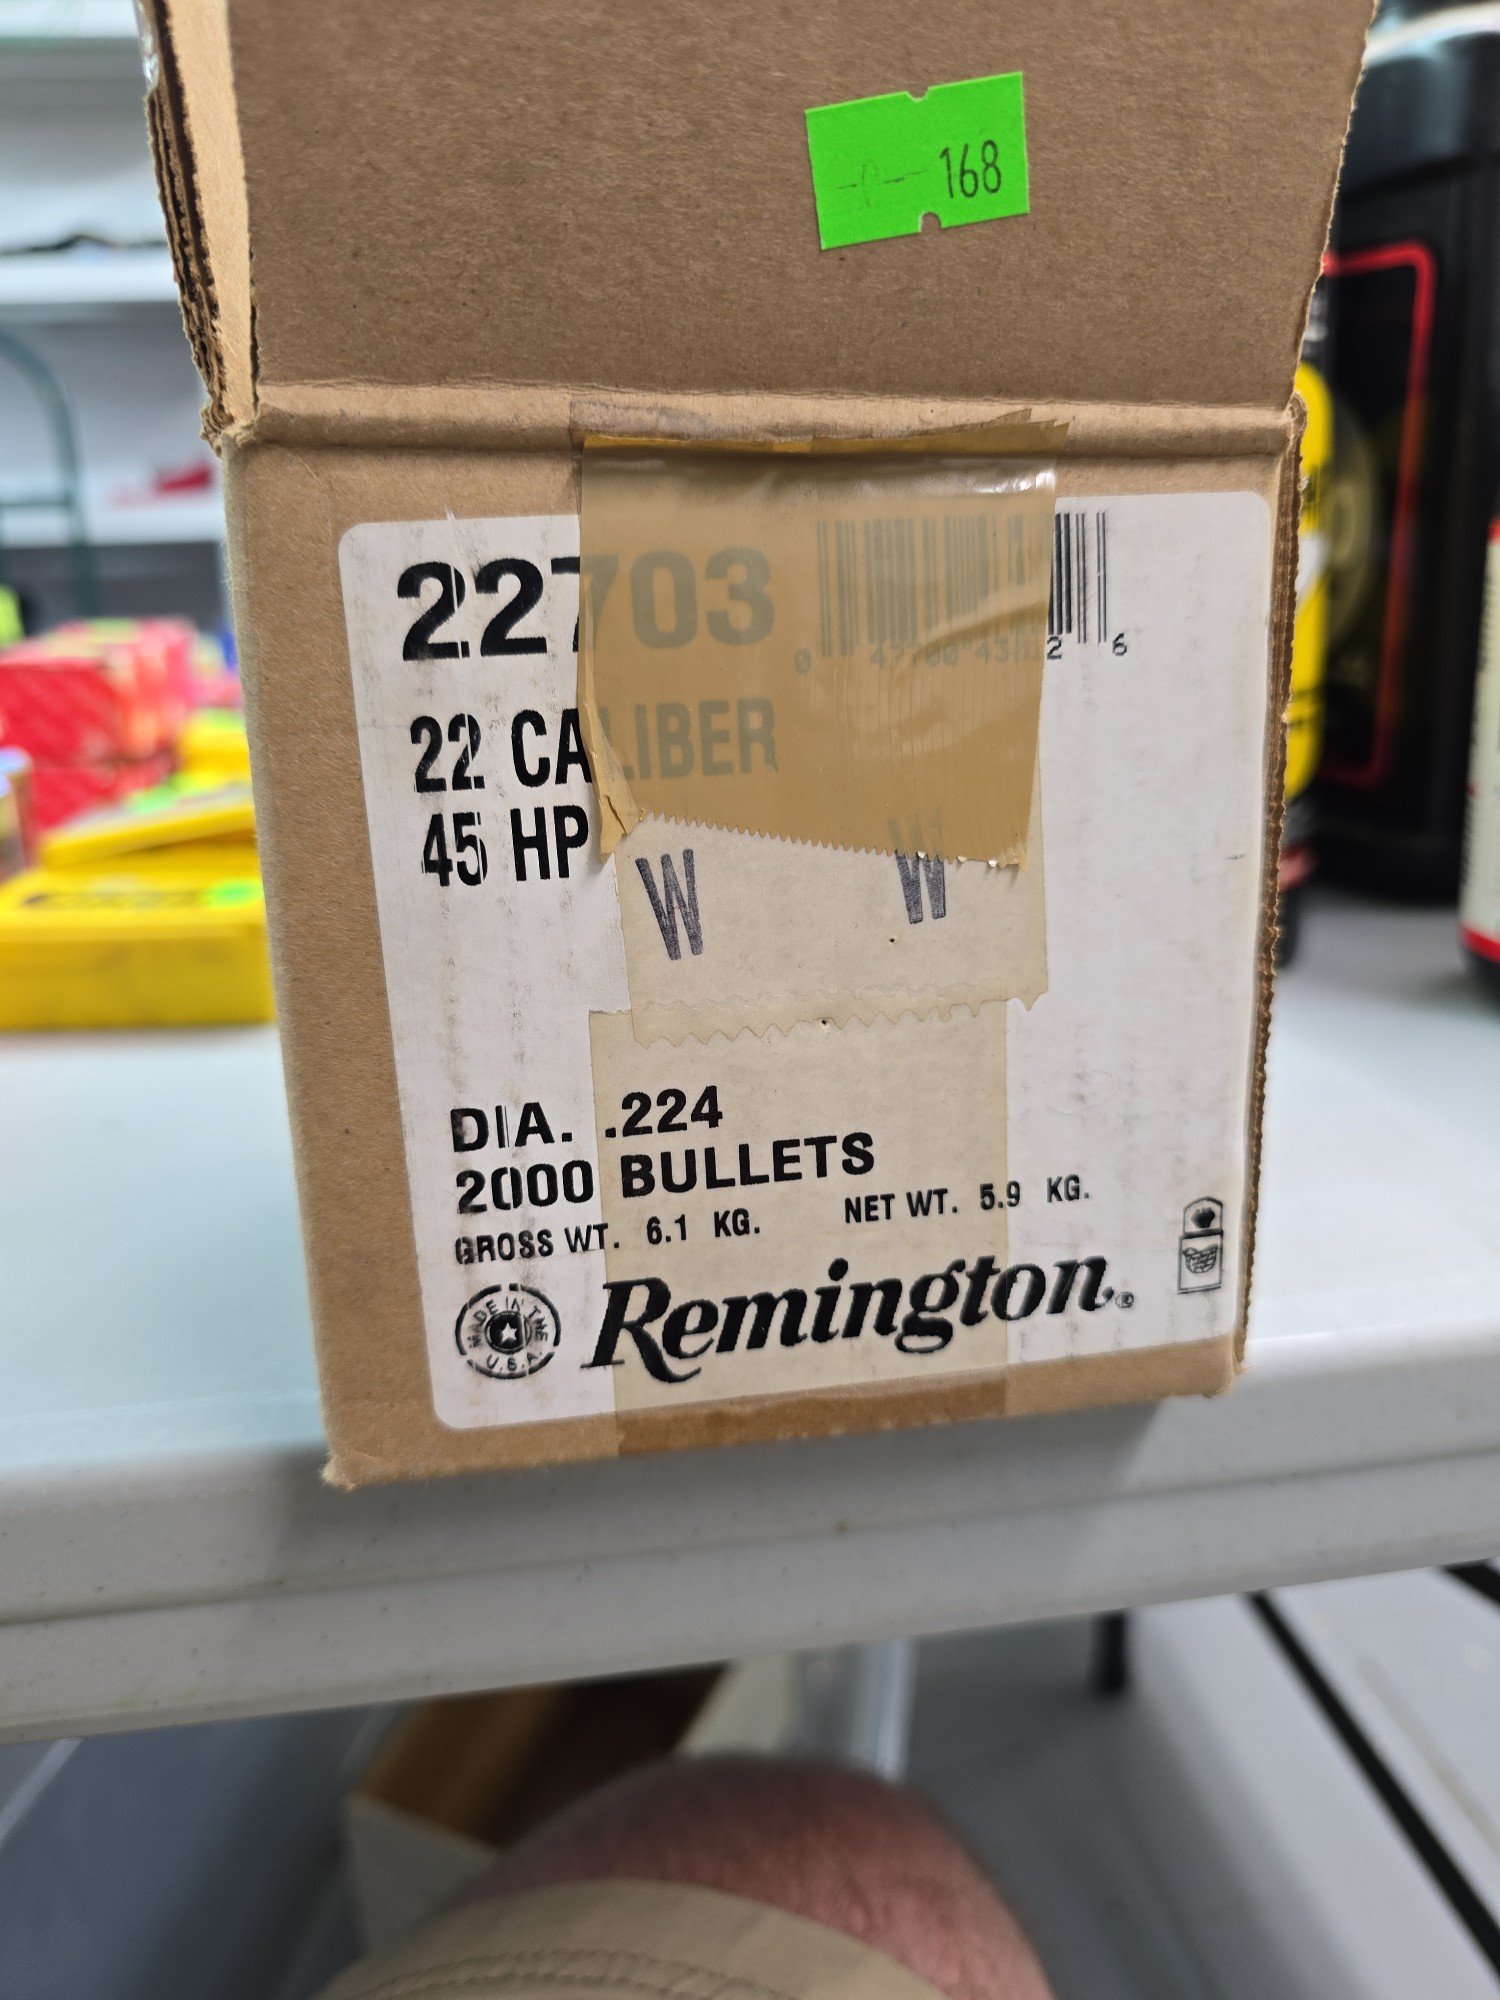 168
22703
22 CALIBER
45 HP
W W
DIA. .224
2000 BULLETS
GROSS WT. 6.1 KG. NET WT. 5.9 KG.
MADE IN THE
U.S.A.
Remington®